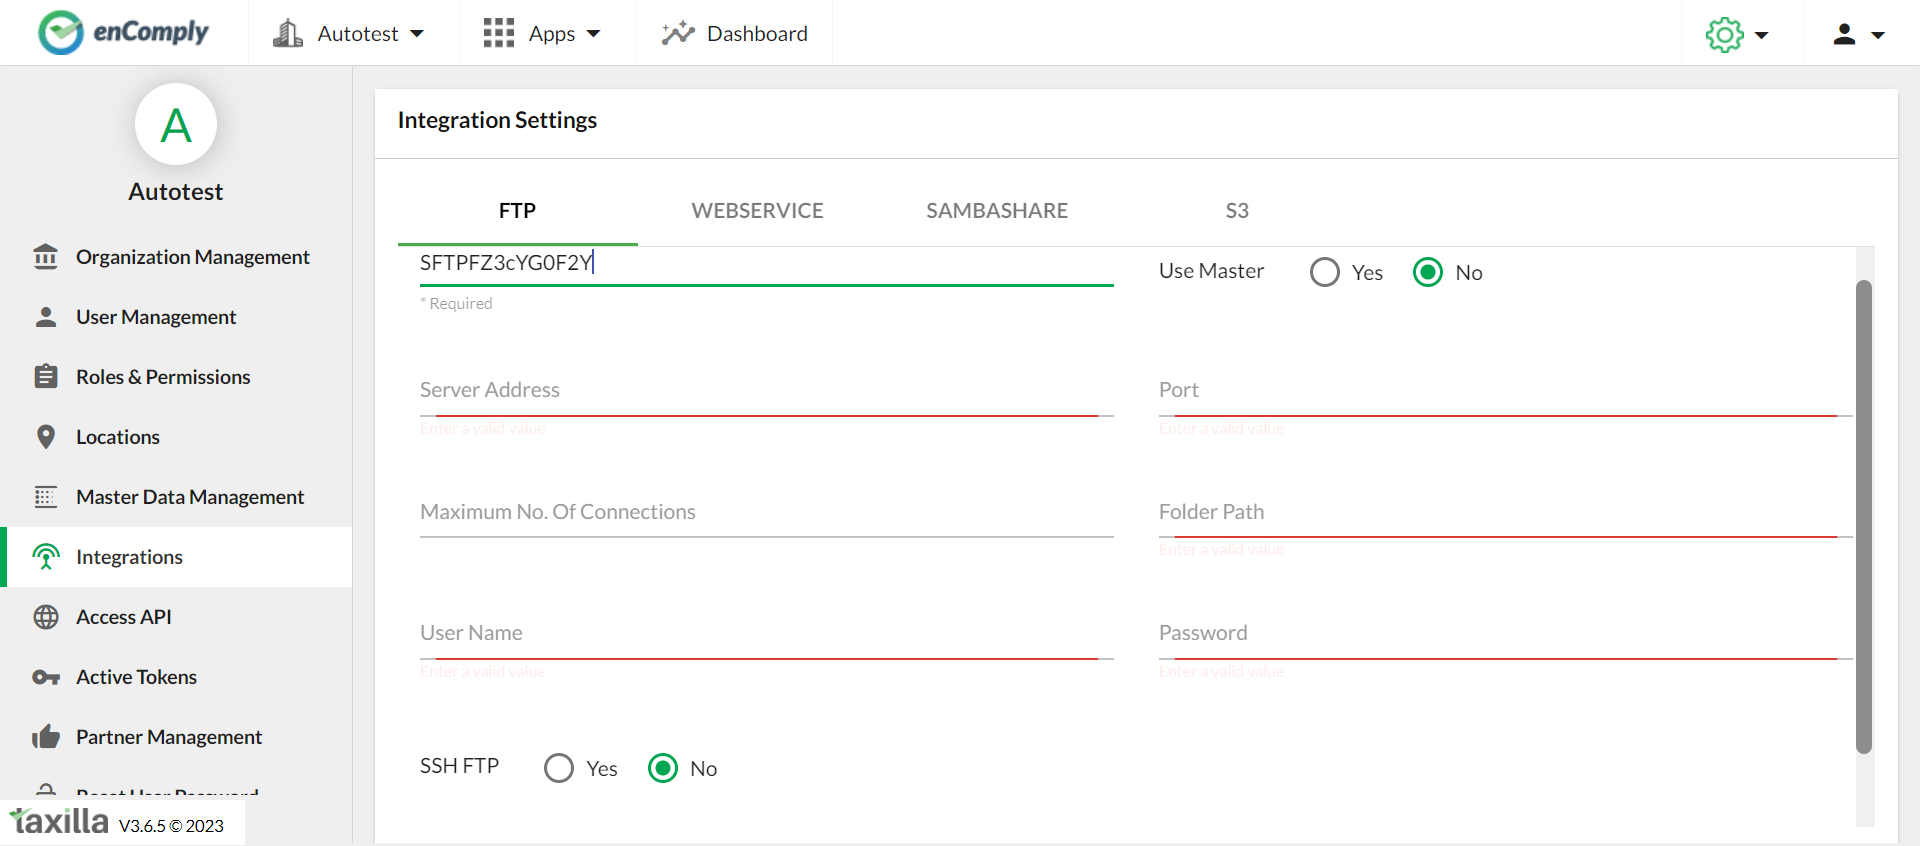 enComply
Autotest
Apps
Dashboard
A
Autotest
Organization Management
User Management
Roles & Permissions
Locations
Master Data Management
Integrations
Access API
Active Tokens
Partner Management
Reset User Password
taxilla V3.6.5 © 2023
Integration Settings
FTP WEBSERVICE SAMBASHARE S3
SFTPFZ3cYG0F2Y
* Required
Use Master Yes No
Server Address
Enter a valid value
Port
Enter a valid value
Maximum No. Of Connections
Folder Path
Enter a valid value
User Name
Enter a valid value
Password
Enter a valid value
SSH FTP Yes No